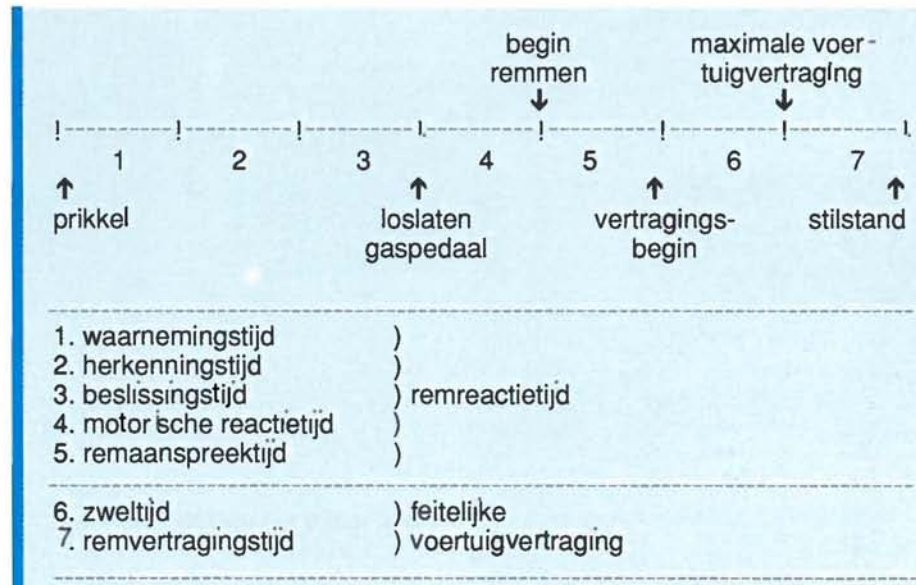 begin maximale voer-
remmen tuigvertraging
1 2 3 4 5 6 7
prikkel loslaten vertragings- stilstand
gaspedaal begin
1. waarnemingstijd )
2. herkenningstijd )
3. beslissingstijd ) remreactietijd
4. motorische reactietijd )
5. remaanspreektijd )
6. zweltijd ) feitelijke
7. remvertragingstijd ) voertuigvertraging